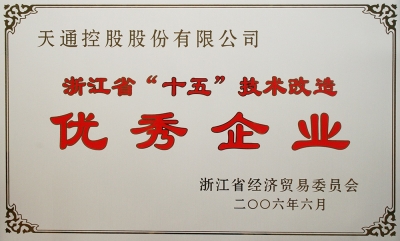 天通控股股份有限公司
浙江省“十五”技术改造
优秀企业
浙江省经济贸易委员会
二〇〇六年六月